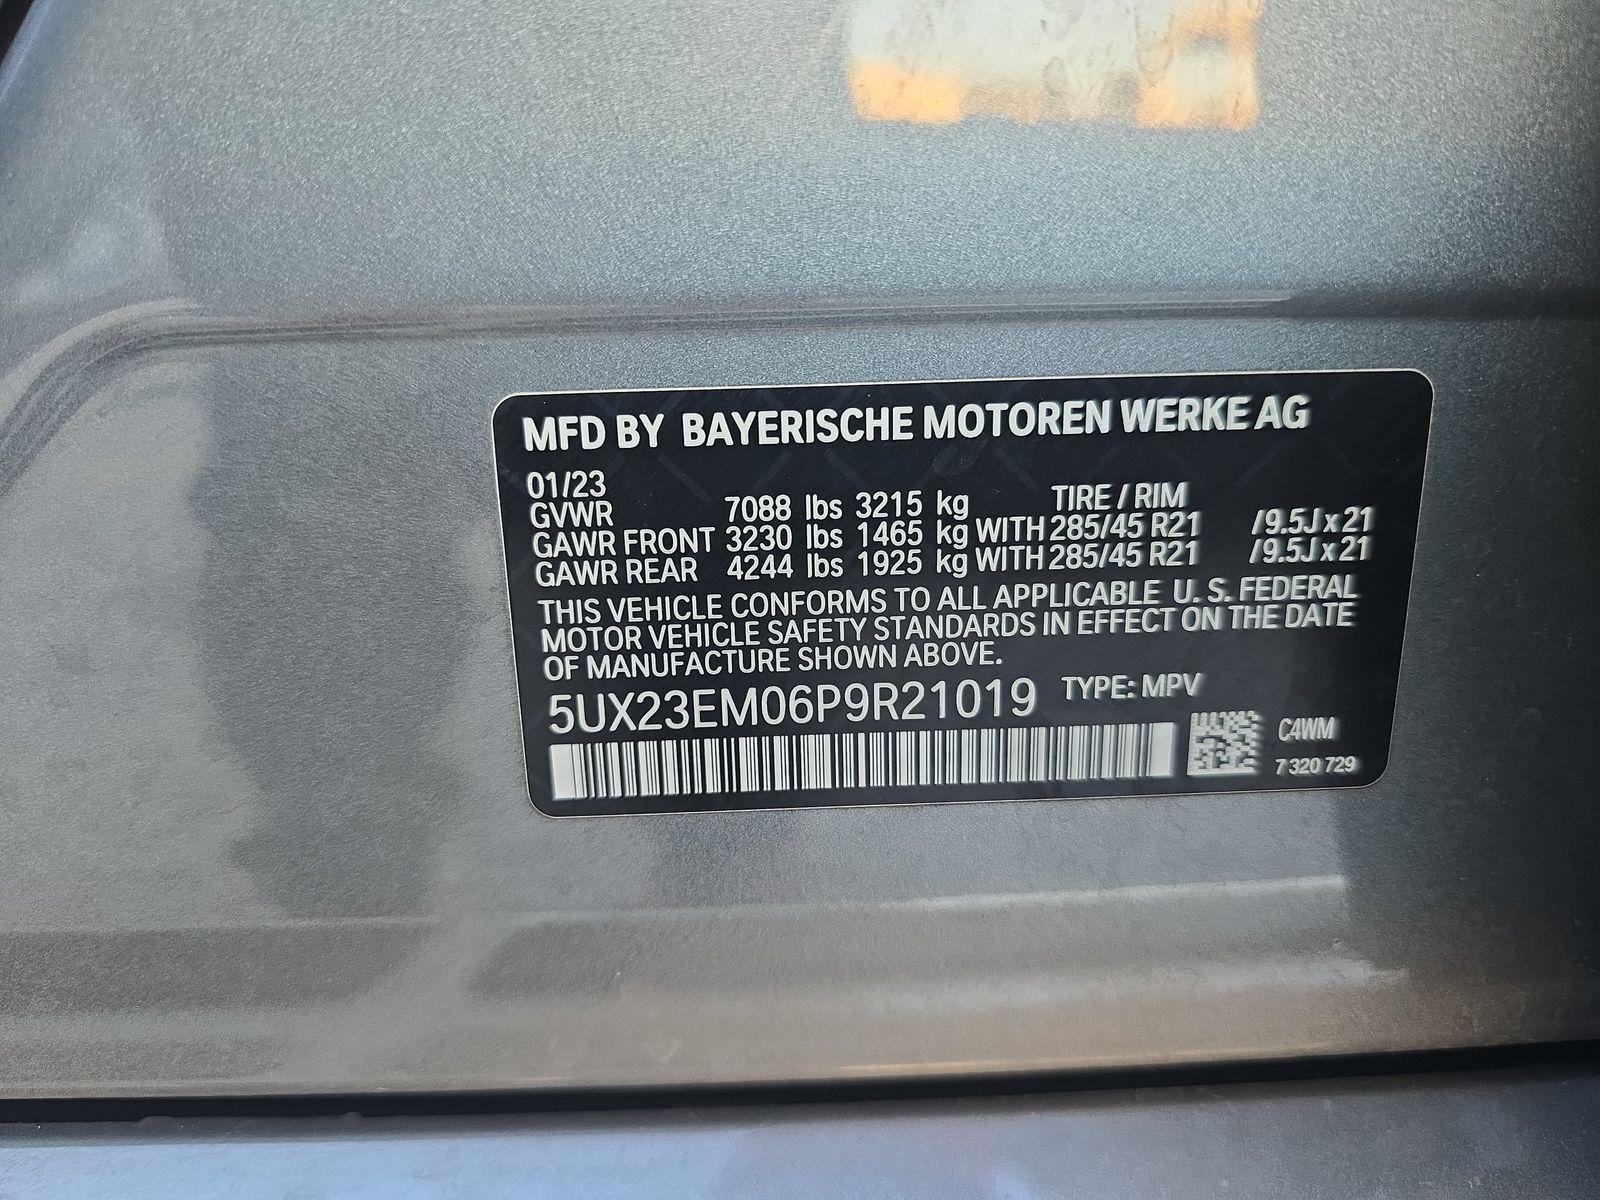 MFD BY BAYERISCHE MOTOREN WERKE AG
01/23 TIRE / RIM
GVWR 7088 lbs 3215 kg
GAWR FRONT 3230 lbs 1465 kg WITH 285/45 R21 /9.5J x 21
GAWR REAR 4244 lbs 1925 kg WITH 285/45 R21 /9.5J x 21
THIS VEHICLE CONFORMS TO ALL APPLICABLE U. S. FEDERAL
MOTOR VEHICLE SAFETY STANDARDS IN EFFECT ON THE DATE
OF MANUFACTURE SHOWN ABOVE.
5UX23EM06P9R21019 TYPE: MPV
C4WM
7 320 729